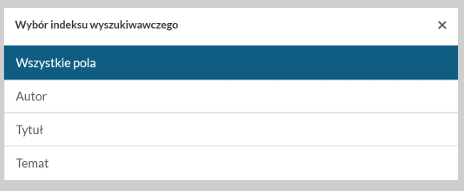 Wybór indeksu wyszukiwawczego ×
Wszystkie pola
Autor
Tytuł
Temat